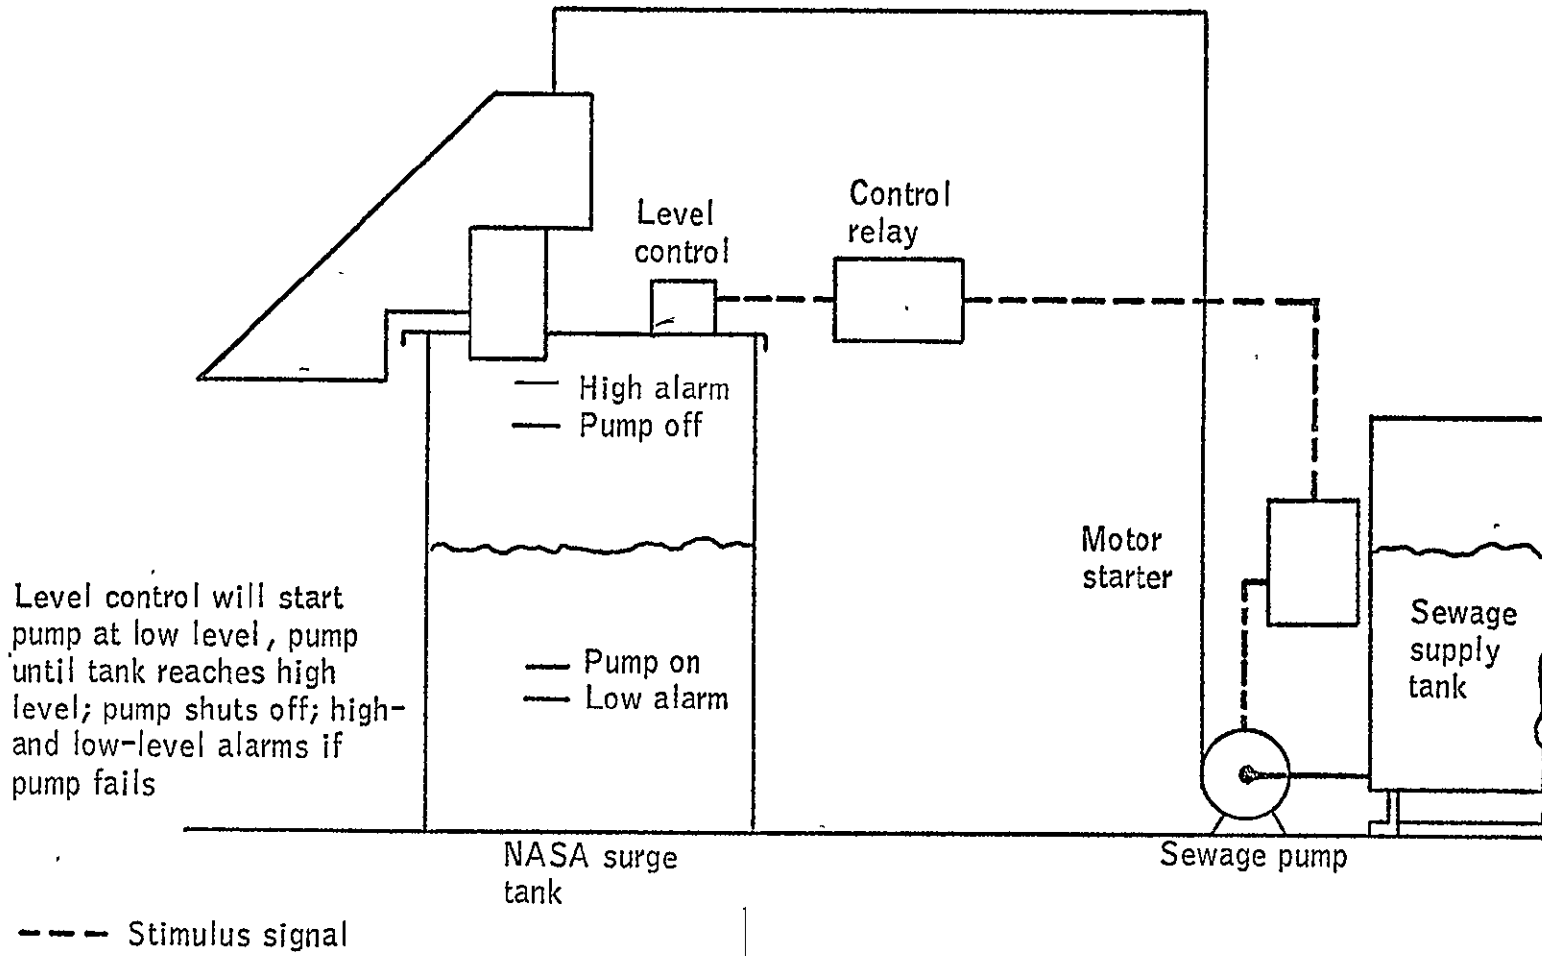 Level
control
Control
relay
High alarm
Pump off
Motor
starter
Level control will start
pump at low level, pump
until tank reaches high
level; pump shuts off; high-
and low-level alarms if
pump fails
Pump on
Low alarm
Sewage
supply
tank
NASA surge
tank
Sewage pump
Stimulus signal